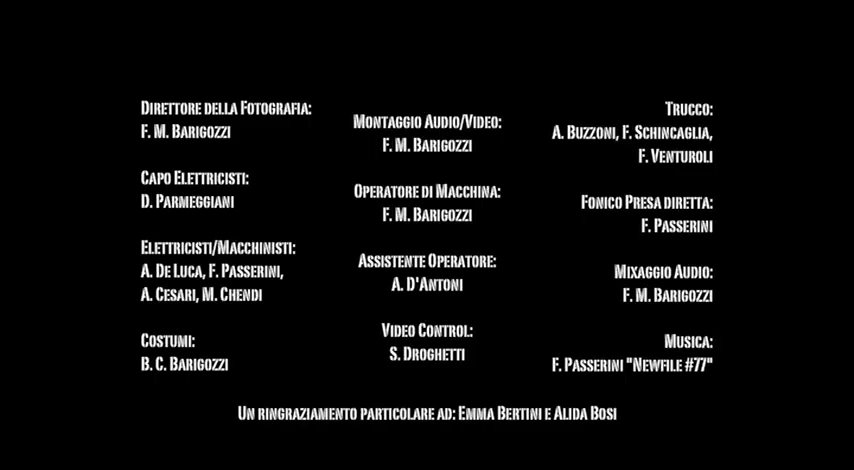 Direttore della Fotografia:
F. M. Barigozzi
Capo Elettricisti:
D. Parmeggiani
Elettricisti/Macchinisti:
A. De Luca, F. Passerini,
A. Cesari, M. Chendi
Costumi:
B. C. Barigozzi
Montaggio Audio/Video:
F. M. Barigozzi
Operatore di Macchina:
F. M. Barigozzi
Assistente Operatore:
A. D'Antoni
Video Control:
S. Droghetti
Trucco:
A. Buzzoni, F. Schincaglia,
F. Venturoli
Fonico Presa diretta:
F. Passerini
Mixaggio Audio:
F. M. Barigozzi
Musica:
F. Passerini "Newfile #77"
Un ringraziamento particolare ad: Emma Bertini e Alida Bosi